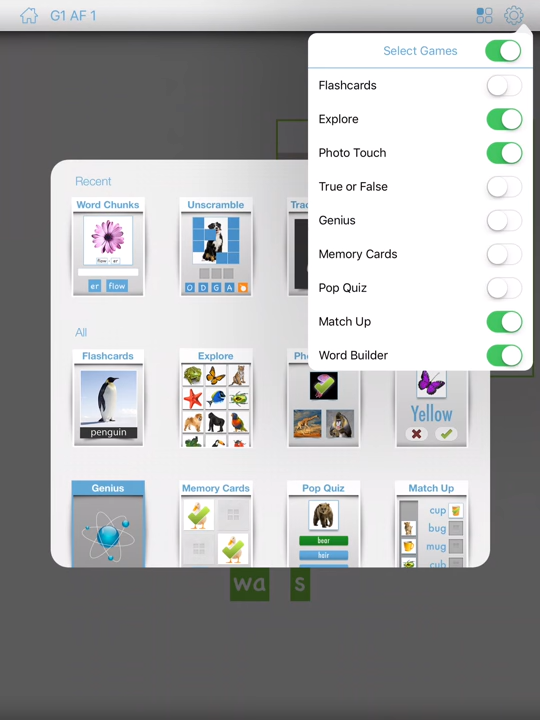 G1 AF 1
Select Games
Flashcards
Explore
Photo Touch
True or False
Genius
Memory Cards
Pop Quiz
Match Up
Word Builder
Recent
Word Chunks
Unscramble
flow er
er flow
O D G A
All
Flashcards
Explore
penguin
Yellow
Genius
Memory Cards
Pop Quiz
Match Up
bear
hair
cup
bug
mug
cub
wa s